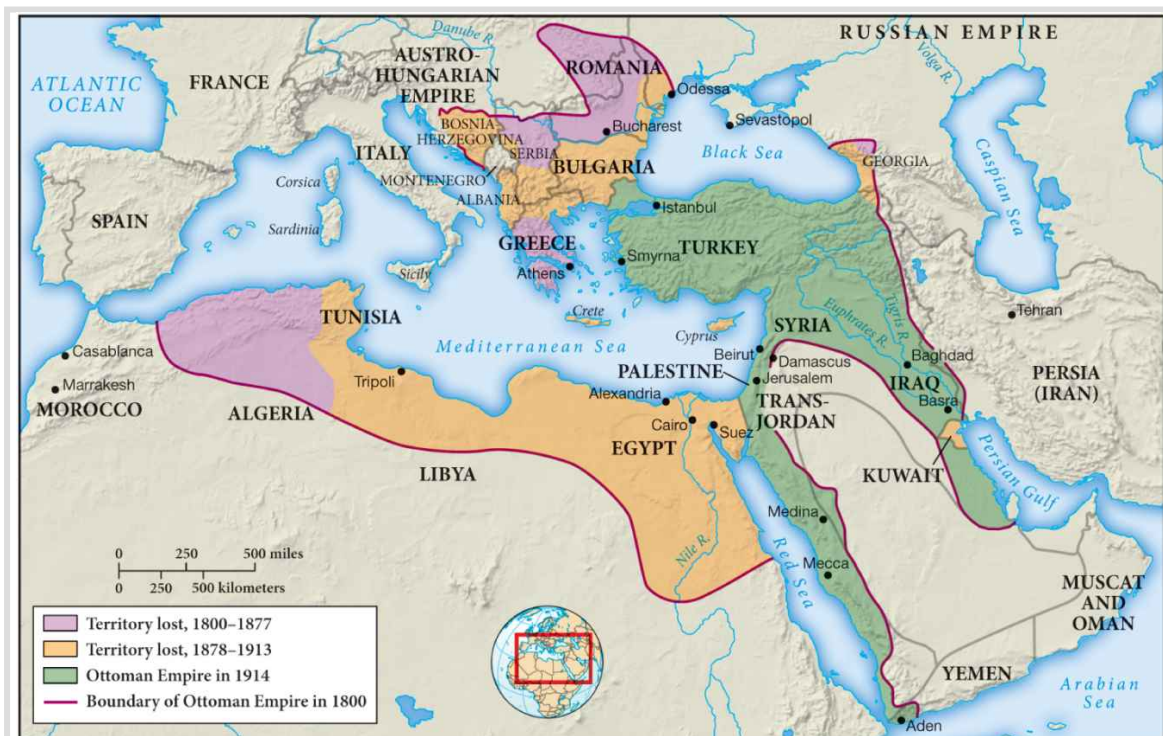 RUSSIAN EMPIRE
Danube R.
Volga R.
AUSTRO-
HUNGARIAN
EMPIRE
ATLANTIC
OCEAN
FRANCE
ROMANIA
Odessa
Sevastopol
Bucharest
BOSNIA
HERZEGOVINA
SERBIA
ITALY
BULGARIA
Black Sea
GEORGIA
Caspian Sea
Corsica
MONTENEGRO
ALBANIA
SPAIN
Sardinia
Istanbul
GREECE
TURKEY
Smyrna
Athens
Sicily
Tehran
Crete
Cyprus
Euphrates R.
Tigris R.
TUNISIA
SYRIA
Mediterranean Sea
Beirut
Damascus
Baghdad
Casablanca
Tripoli
PALESTINE
Jerusalem
IRAQ
PERSIA
(IRAN)
Marrakesh
MOROCCO
ALGERIA
Alexandria
TRANS-
JORDAN
Basra
Cairo
Suez
EGYPT
LIBYA
KUWAIT
Persian Gulf
Medina
Nile R.
Red Sea
Mecca
MUSCAT
AND
OMAN
YEMEN
Arabian
Sea
Aden
0 250 500 miles
0 250 500 kilometers
Territory lost, 1800–1877
Territory lost, 1878–1913
Ottoman Empire in 1914
Boundary of Ottoman Empire in 1800